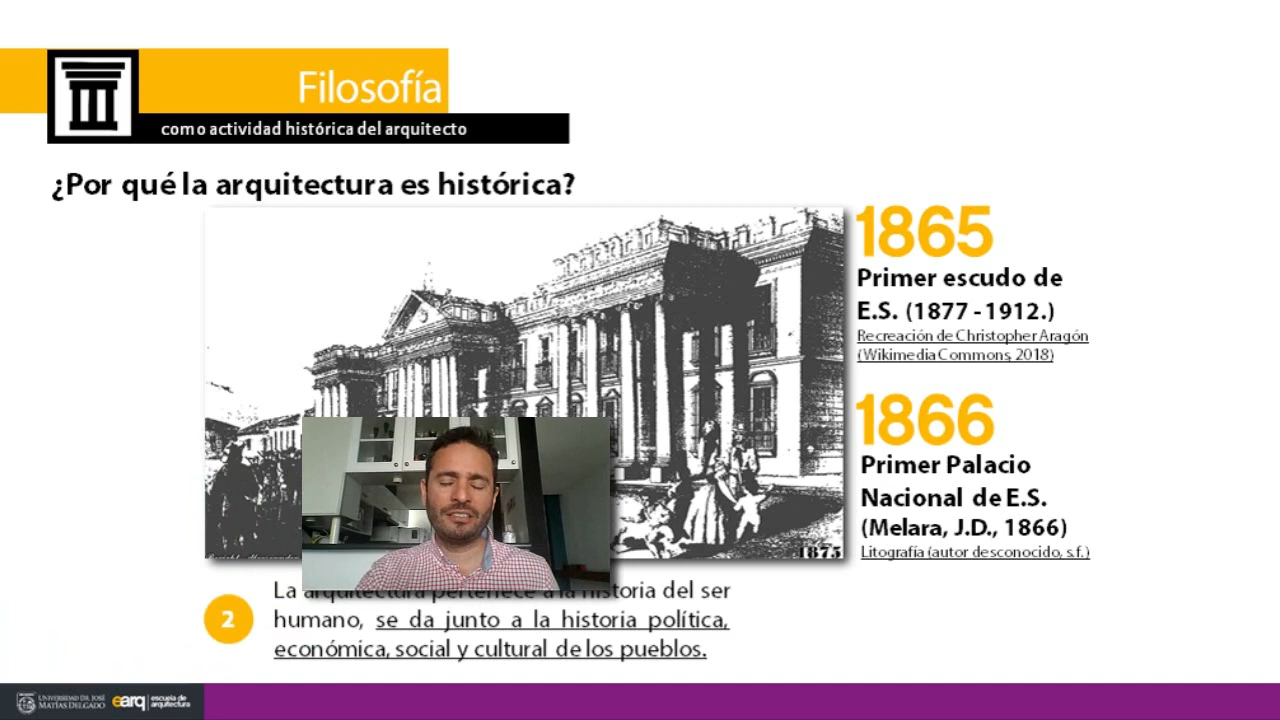 Filosofía
como actividad histórica del arquitecto
¿Por qué la arquitectura es histórica?
1865
Primer escudo de
E.S. (1877 - 1912.)
Recreación de Christopher Aragón
(Wikimedia Commons, 2018)
1866
Primer Palacio
Nacional de E.S.
(Melara, J.D., 1866)
Litografía (autor desconocido, s.f.)
1875
2
La arquitectura pertenece a la historia del ser
humano, se da junto a la historia política,
económica, social y cultural de los pueblos.
UNIVERSIDAD DR. JOSÉ
MATÍAS DELGADO
earq
escuela de
arquitectura